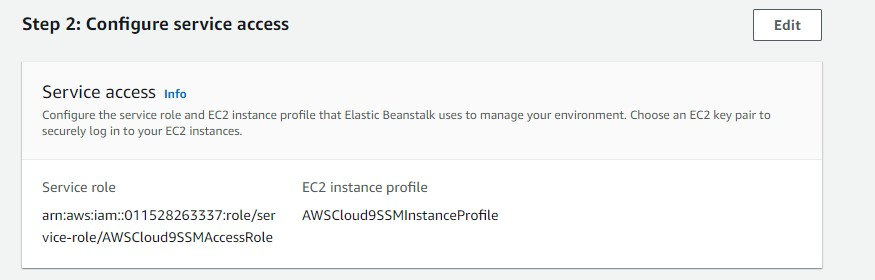 Step 2: Configure service access
Edit
Service access Info
Configure the service role and EC2 instance profile that Elastic Beanstalk uses to manage your environment. Choose an EC2 key pair to
securely log in to your EC2 instances.
Service role
EC2 instance profile
arn:aws:iam::011528263337:role/ser
vice-role/AWSCloud9SSMAccessRole
AWSCloud9SSMInstanceProfile